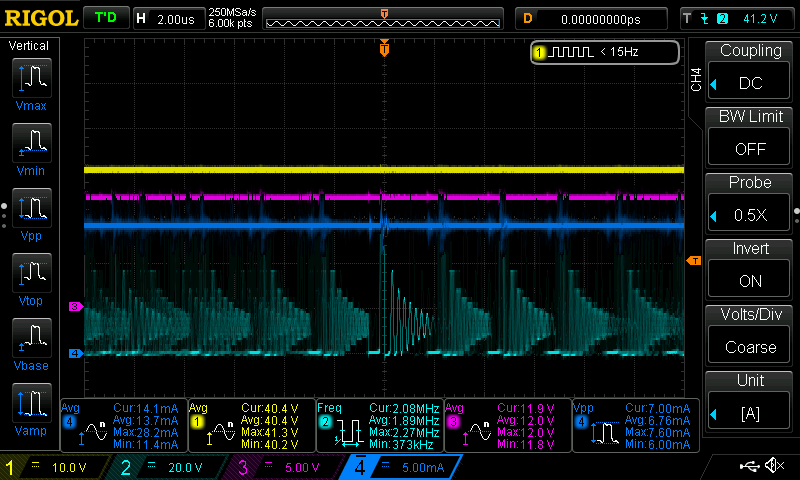 RIGOL T'D H 2.00us 250MSa/s 6.00k pts D 0.00000000ps T 2 41.2 V
T
Vertical
1 < 15Hz
Coupling
DC
CH4
Vmax
BW Limit
OFF
Vmin
Probe
0.5X
Vpp
Invert
ON
T
Vtop
3
Volts/Div
Coarse
Vbase
4
Unit
[A]
Vamp
Avg 4 n Cur:14.1mA Avg:13.7mA Max:28.2mA Min:11.4mA
Avg 1 n Cur:40.4 V Avg:40.4 V Max:41.3 V Min:40.2 V
Freq 2 Cur:2.08MHz Avg:1.89MHz Max:2.27MHz Min:373kHz
Avg 3 n Cur:11.9 V Avg:12.0 V Max:12.0 V Min:11.8 V
Vpp 4 Cur:7.00mA Avg:6.76mA Max:7.60mA Min:6.00mA
1 10.0 V 2 20.0 V 3 5.00 V 4 5.00mA